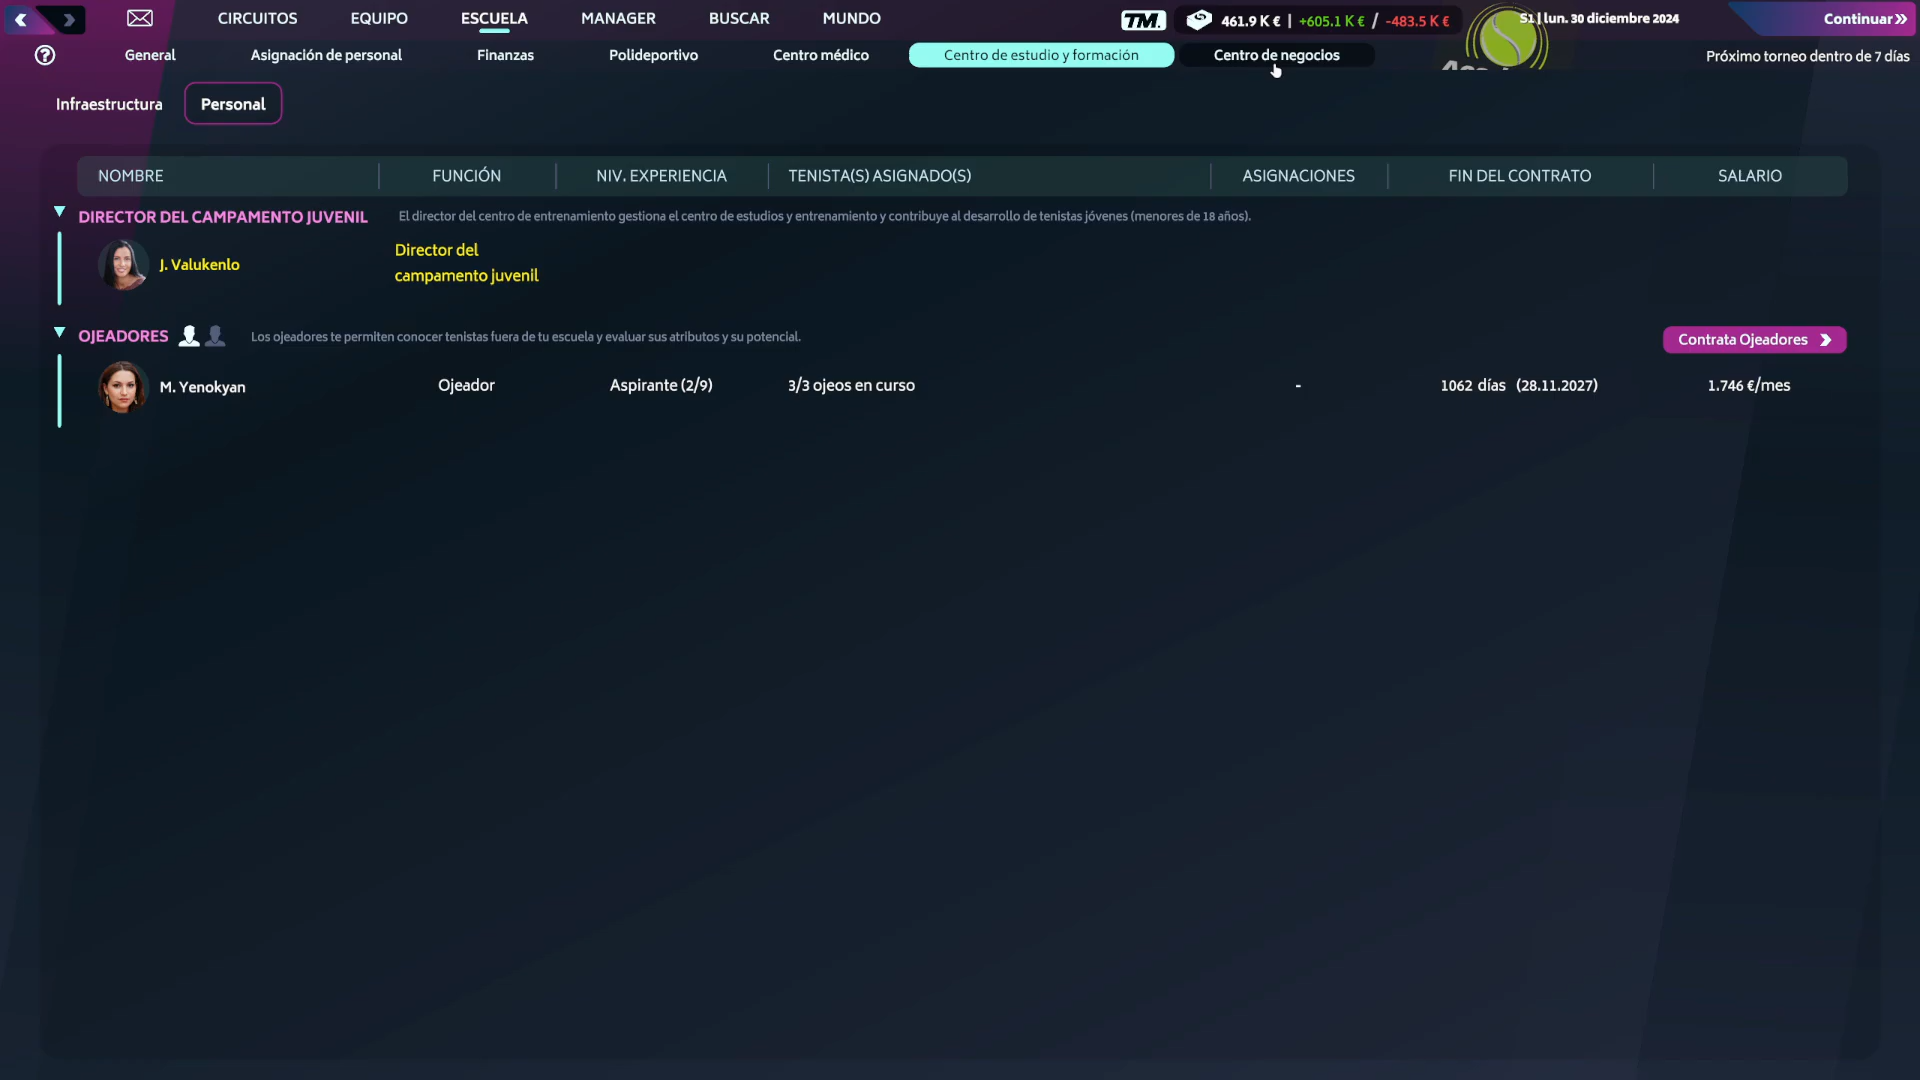 CIRCUITOS EQUIPO ESCUELA MANAGER BUSCAR MUNDO TM. 461.9 K € | +605.1 K € / -483.5 K € S1 | lun. 30 diciembre 2024 Continuar
General Asignación de personal Finanzas Polideportivo Centro médico Centro de estudio y formación Centro de negocios Próximo torneo dentro de 7 días
Infraestructura Personal
NOMBRE FUNCIÓN NIV. EXPERIENCIA TENISTA(S) ASIGNADO(S) ASIGNACIONES FIN DEL CONTRATO SALARIO
DIRECTOR DEL CAMPAMENTO JUVENIL El director del centro de entrenamiento gestiona el centro de estudios y entrenamiento y contribuye al desarrollo de tenistas jóvenes (menores de 18 años).
J. Valukenlo Director del
campamento juvenil
OJEADORES Los ojeadores te permiten conocer tenistas fuera de tu escuela y evaluar sus atributos y su potencial. Contrata Ojeadores
M. Yenokyan Ojeador Aspirante (2/9) 3/3 ojeos en curso - 1062 días (28.11.2027) 1.746 €/mes